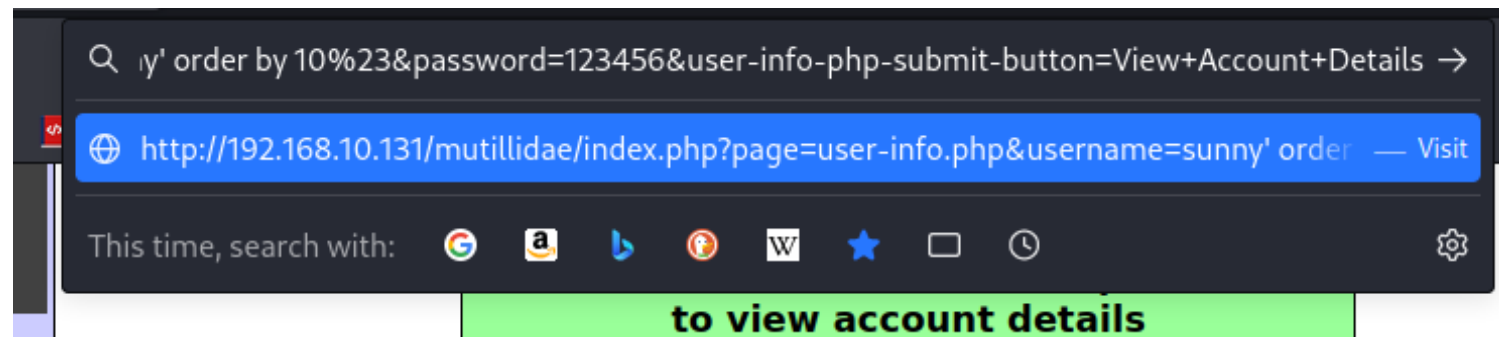 y' order by 10%23&password=123456&user-info-php-submit-button=View+Account+Details →
http://192.168.10.131/mutillidae/index.php?page=user-info.php&username=sunny' order — Visit
This time, search with:
to view account details